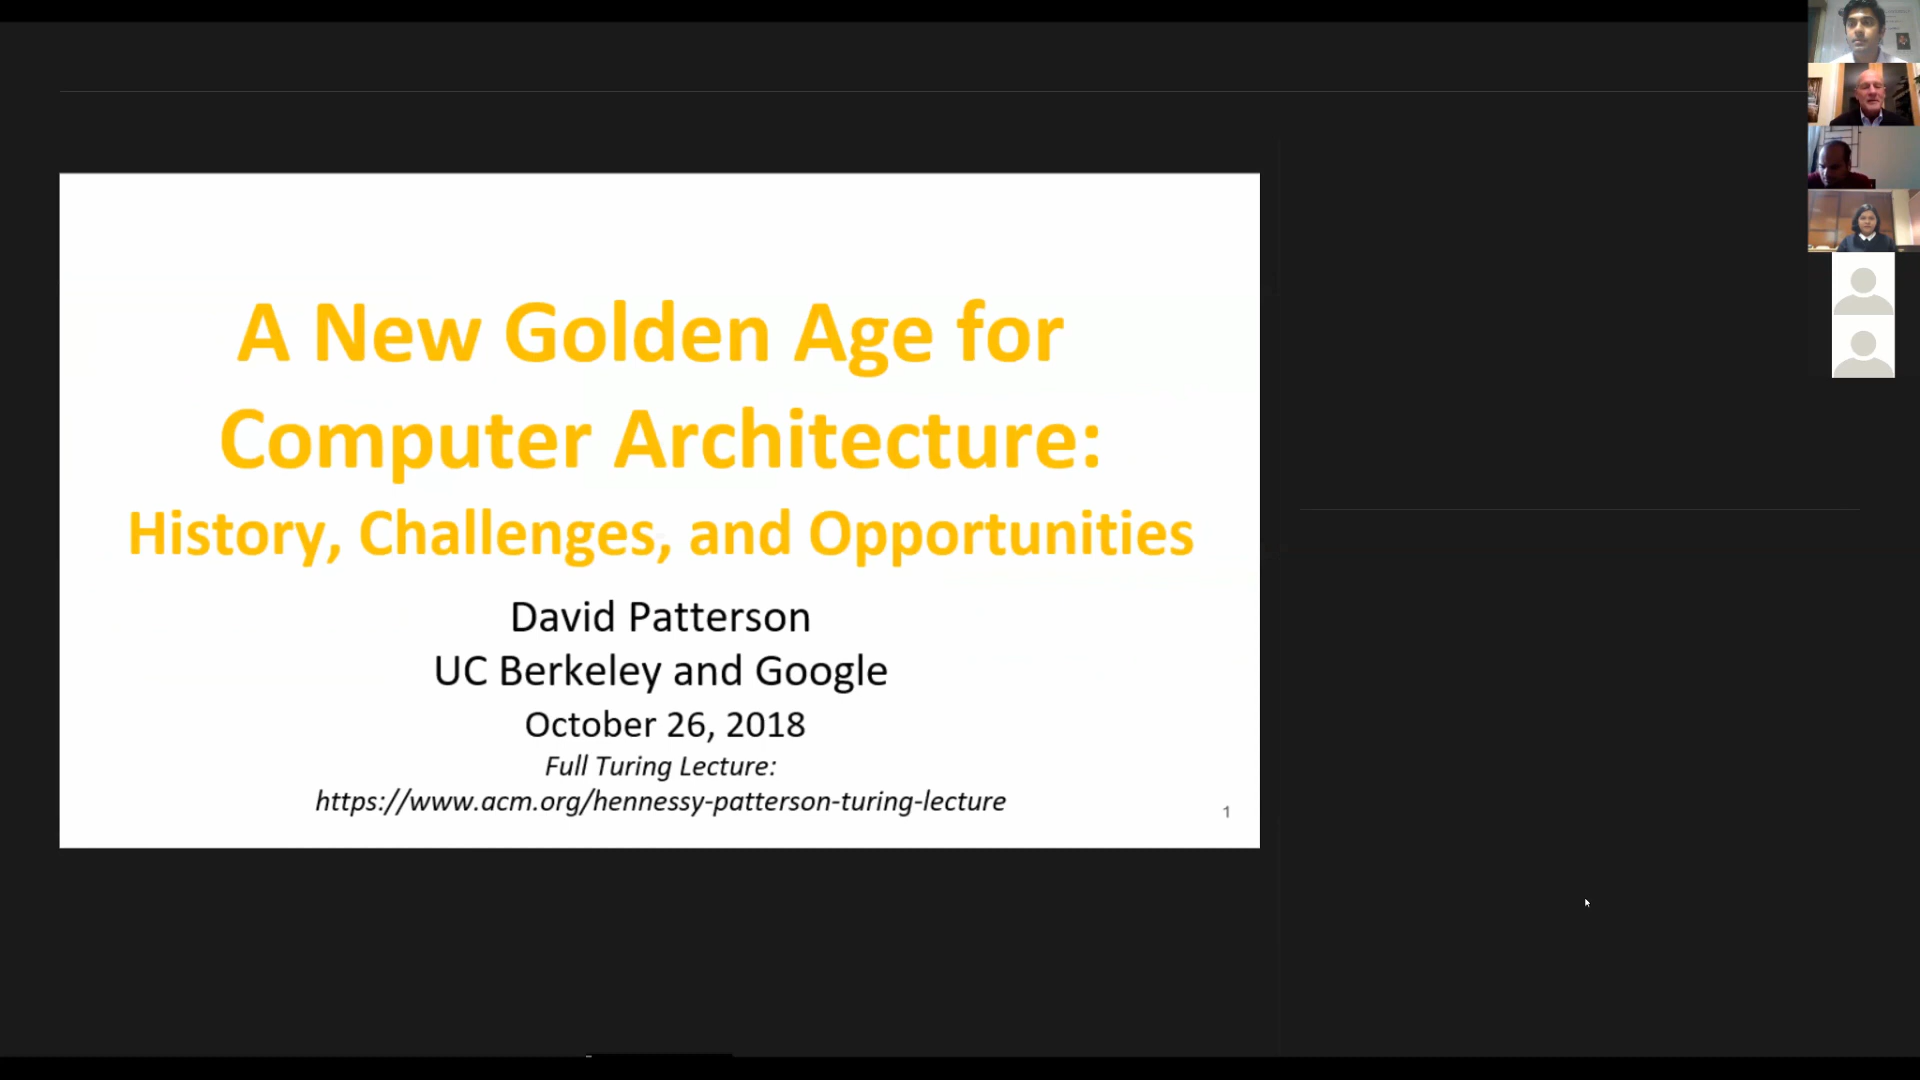 A New Golden Age for
Computer Architecture:
History, Challenges, and Opportunities
David Patterson
UC Berkeley and Google
October 26, 2018
Full Turing Lecture:
https://www.acm.org/hennessy-patterson-turing-lecture
1